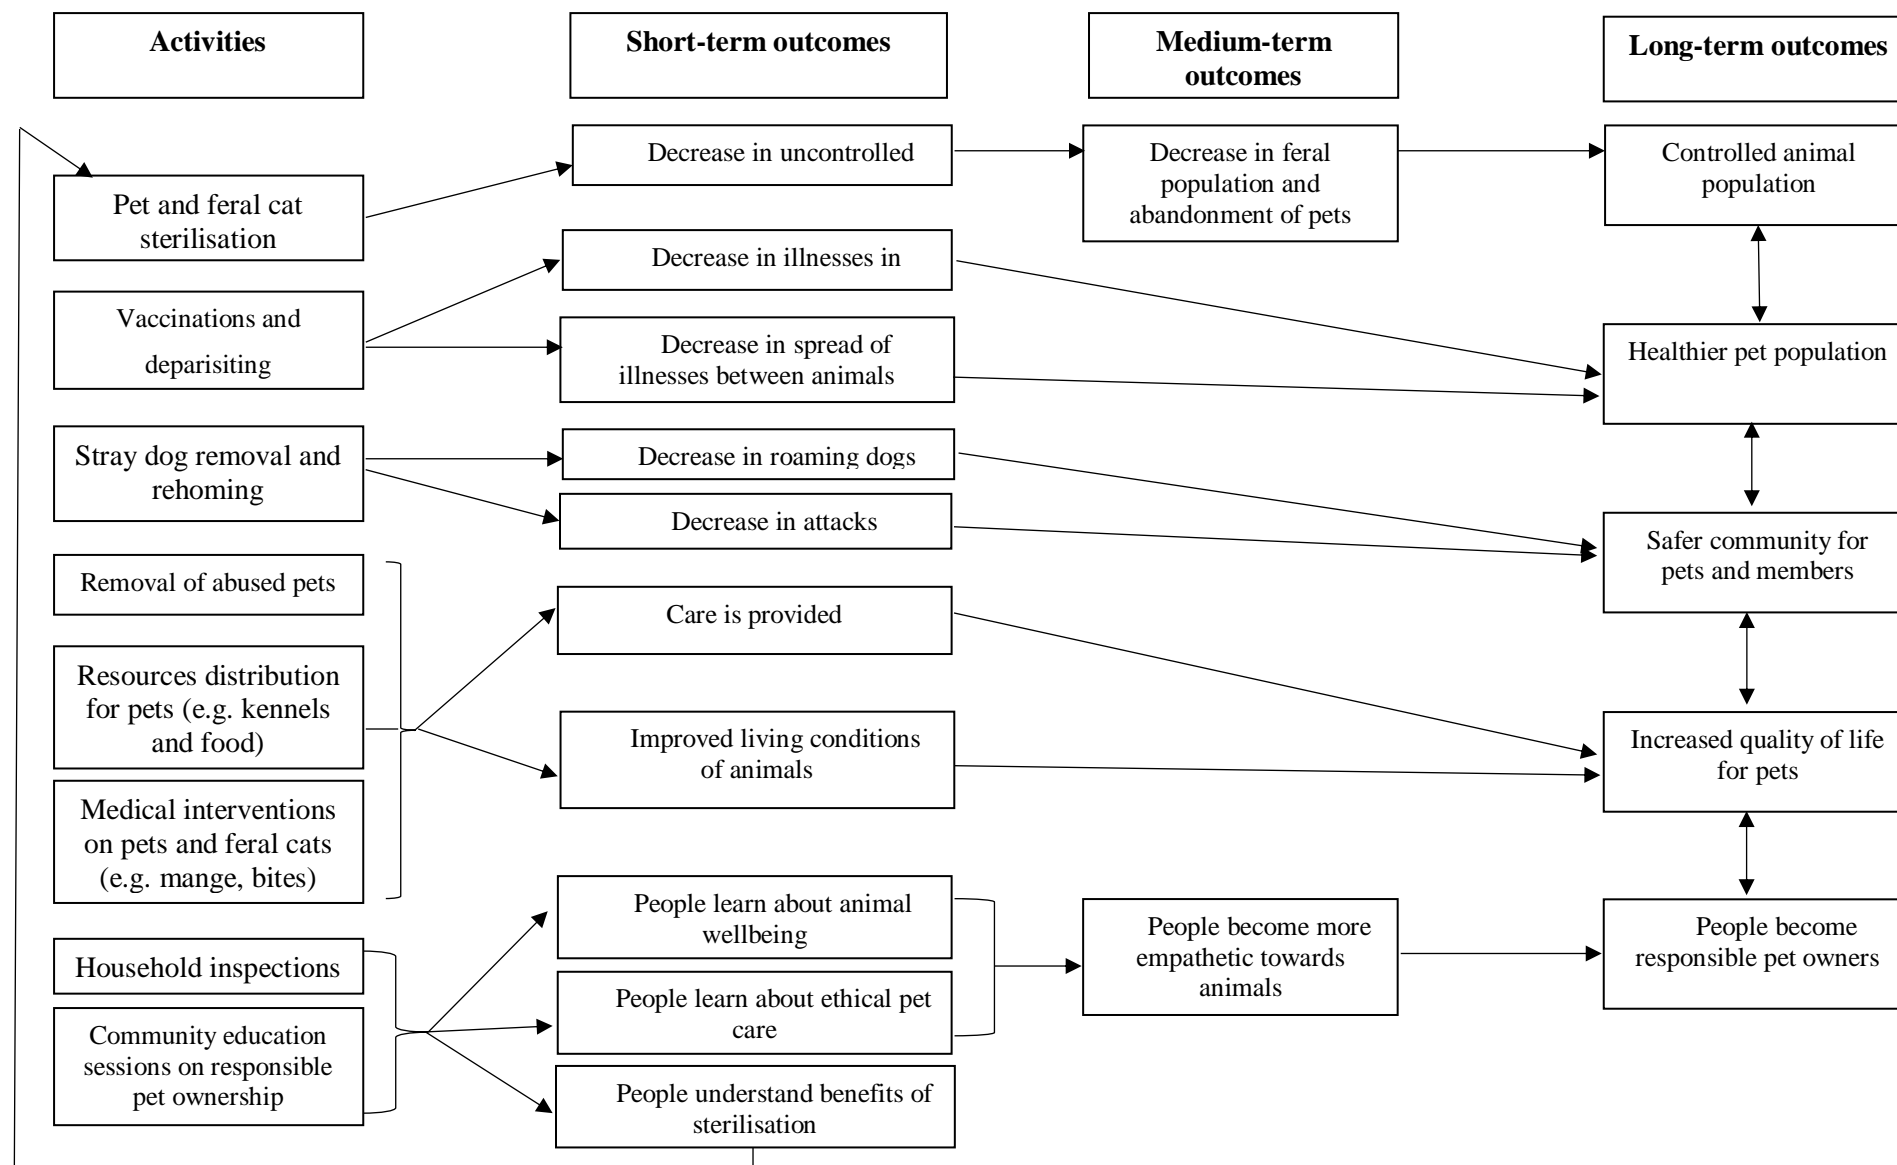 Activities
Short-term outcomes
Medium-term
outcomes
Long-term outcomes
Pet and feral cat
sterilisation
Decrease in uncontrolled
Decrease in feral
population and
abandonment of pets
Controlled animal
population
Vaccinations and
deparisiting
Decrease in illnesses in
Decrease in spread of
illnesses between animals
Healthier pet population
Stray dog removal and
rehoming
Decrease in roaming dogs
Decrease in attacks
Safer community for
pets and members
Removal of abused pets
Resources distribution
for pets (e.g. kennels
and food)
Medical interventions
on pets and feral cats
(e.g. mange, bites)
Care is provided
Improved living conditions
of animals
Increased quality of life
for pets
Household inspections
Community education
sessions on responsible
pet ownership
People learn about animal
wellbeing
People learn about ethical pet
care
People understand benefits of
sterilisation
People become more
empathetic towards
animals
People become
responsible pet owners